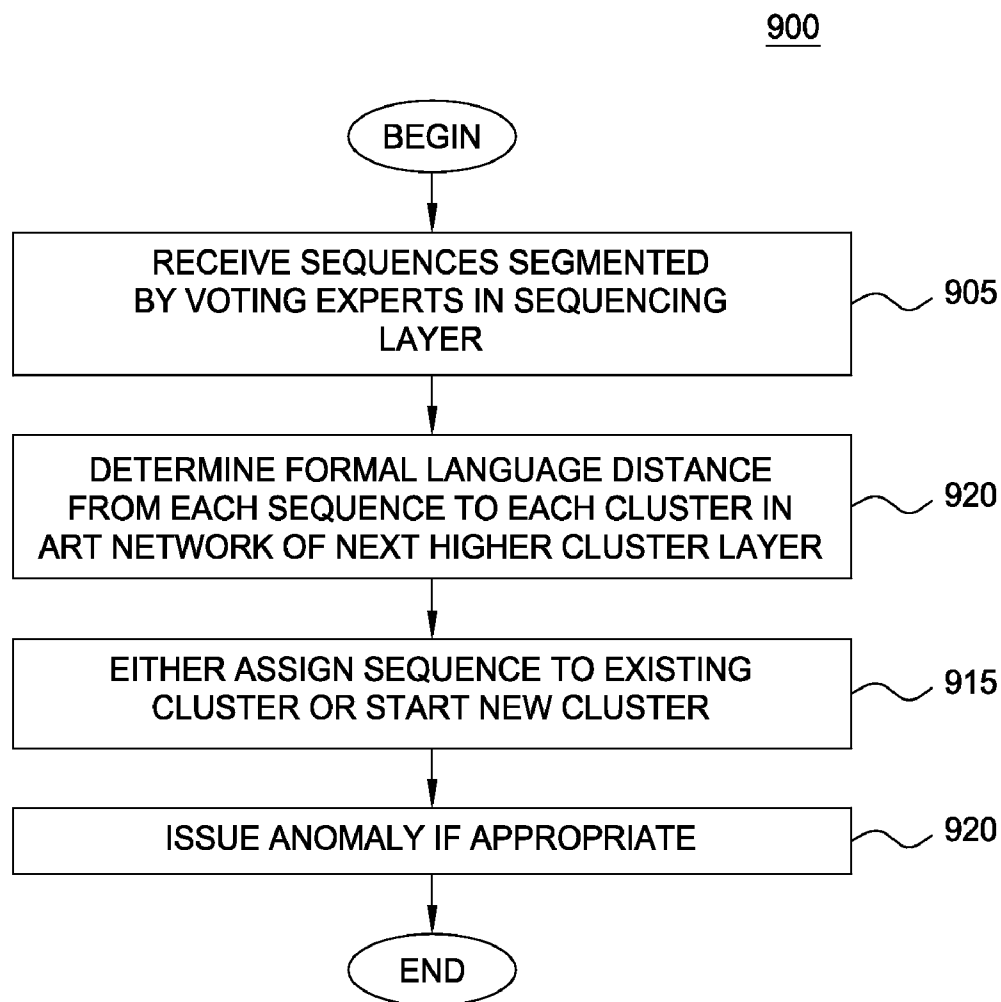 900
BEGIN
RECEIVE SEQUENCES SEGMENTED
BY VOTING EXPERTS IN SEQUENCING
LAYER
905
DETERMINE FORMAL LANGUAGE DISTANCE
FROM EACH SEQUENCE TO EACH CLUSTER IN
ART NETWORK OF NEXT HIGHER CLUSTER LAYER
920
EITHER ASSIGN SEQUENCE TO EXISTING
CLUSTER OR START NEW CLUSTER
915
ISSUE ANOMALY IF APPROPRIATE
920
END